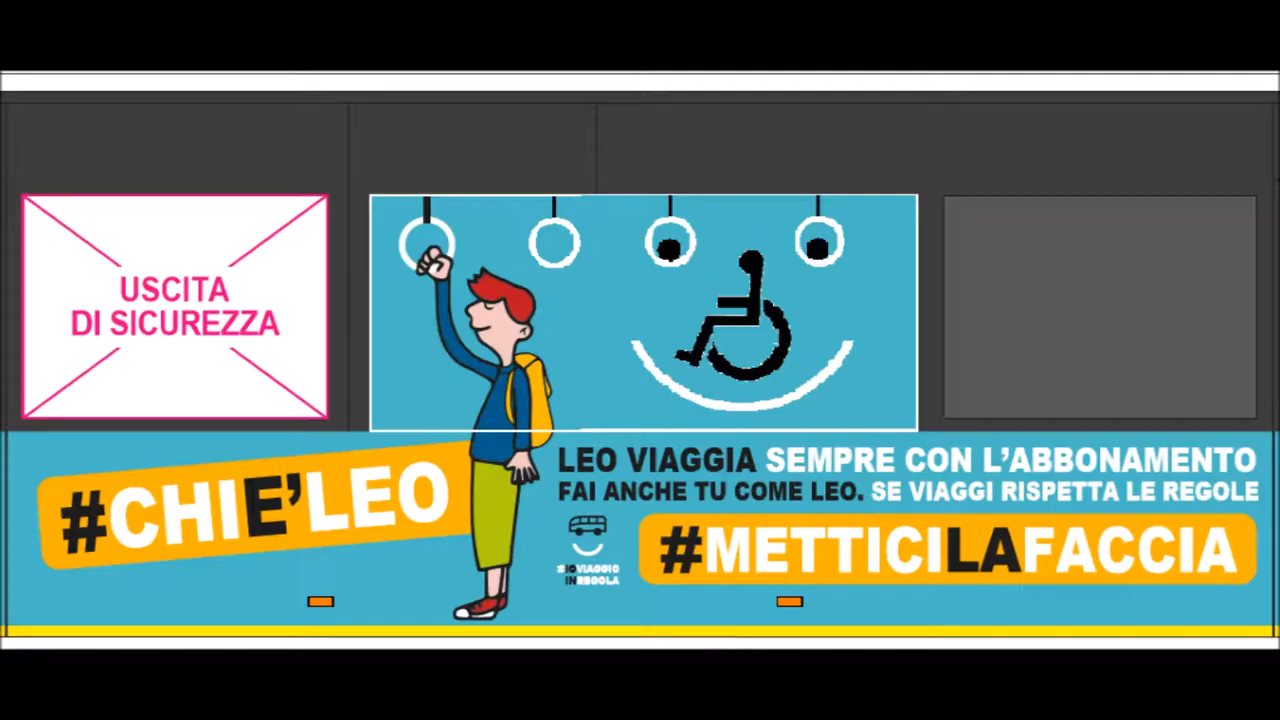 USCITA
DI SICUREZZA
#CHIE'LEO
LEO VIAGGIA SEMPRE CON L'ABBONAMENTO
FAI ANCHE TU COME LEO. SE VIAGGI RISPETTA LE REGOLE
#METTICILAFACCIA
#IOVIAGGIO
INREGOLA